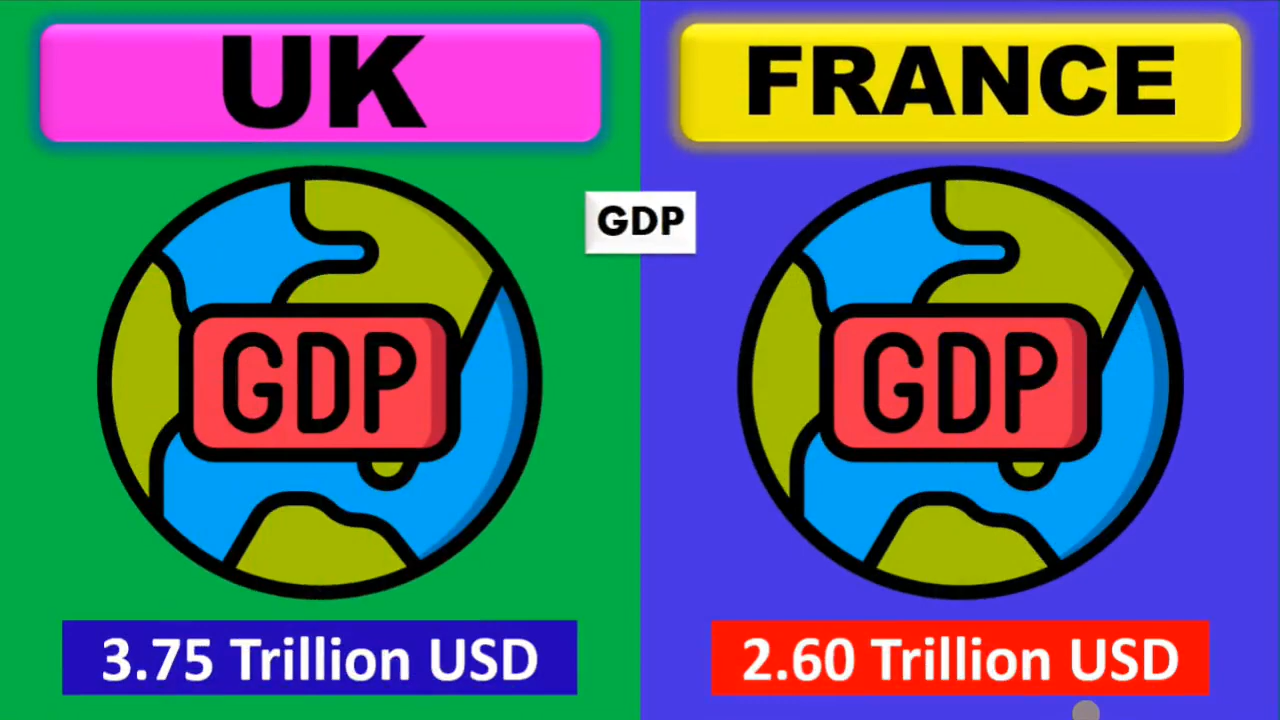 UK
FRANCE
GDP
GDP
GDP
3.75 Trillion USD
2.60 Trillion USD